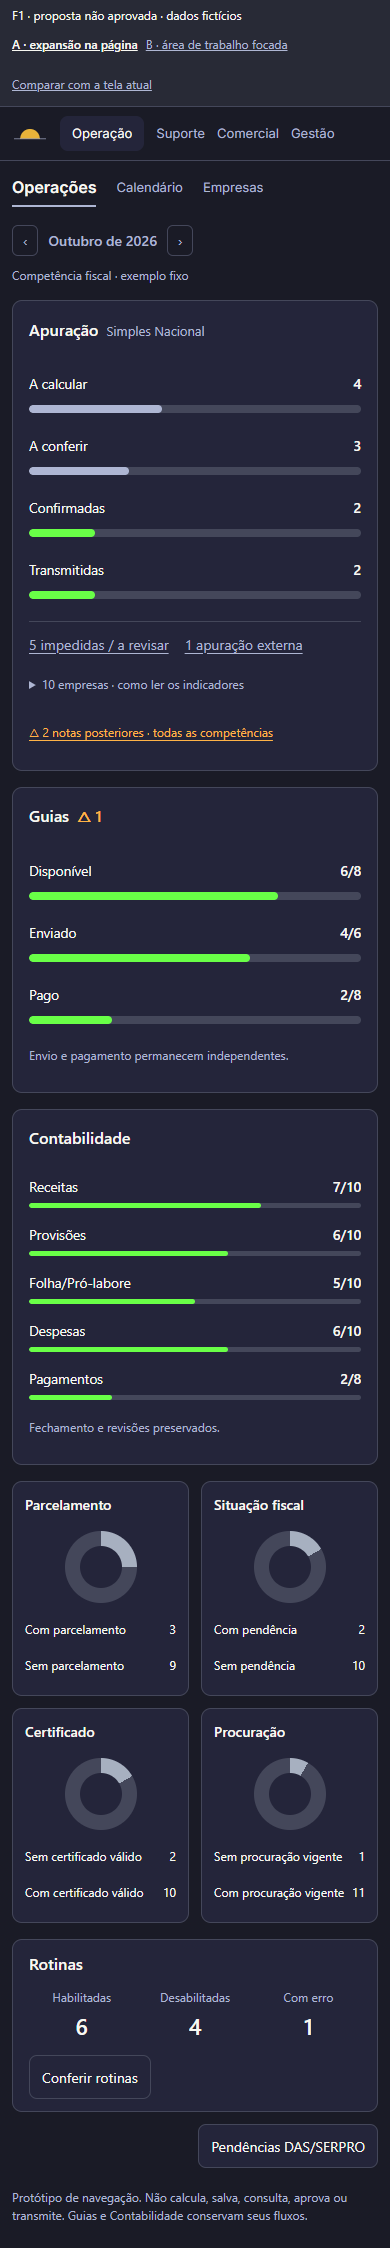 F1 · proposta não aprovada · dados fictícios
A · expansão na página B · área de trabalho focada
Comparar com a tela atual
Operação Suporte Comercial Gestão
Operações Calendário Empresas
‹ Outubro de 2026 ›
Competência fiscal · exemplo fixo
Apuração Simples Nacional
A calcular 4
A conferir 3
Confirmadas 2
Transmitidas 2
5 impedidas / a revisar 1 apuração externa
▶ 10 empresas · como ler os indicadores
△ 2 notas posteriores · todas as competências
Guias △ 1
Disponível 6/8
Enviado 4/6
Pago 2/8
Envio e pagamento permanecem independentes.
Contabilidade
Receitas 7/10
Provisões 6/10
Folha/Pró-labore 5/10
Despesas 6/10
Pagamentos 2/8
Fechamento e revisões preservados.
Parcelamento
Com parcelamento 3
Sem parcelamento 9
Situação fiscal
Com pendência 2
Sem pendência 10
Certificado
Sem certificado válido 2
Com certificado válido 10
Procuração
Sem procuração vigente 1
Com procuração vigente 11
Rotinas
Habilitadas Desabilitadas Com erro
6 4 1
Conferir rotinas
Pendências DAS/SERPRO
Protótipo de navegação. Não calcula, salva, consulta, aprova ou
transmite. Guias e Contabilidade conservam seus fluxos.